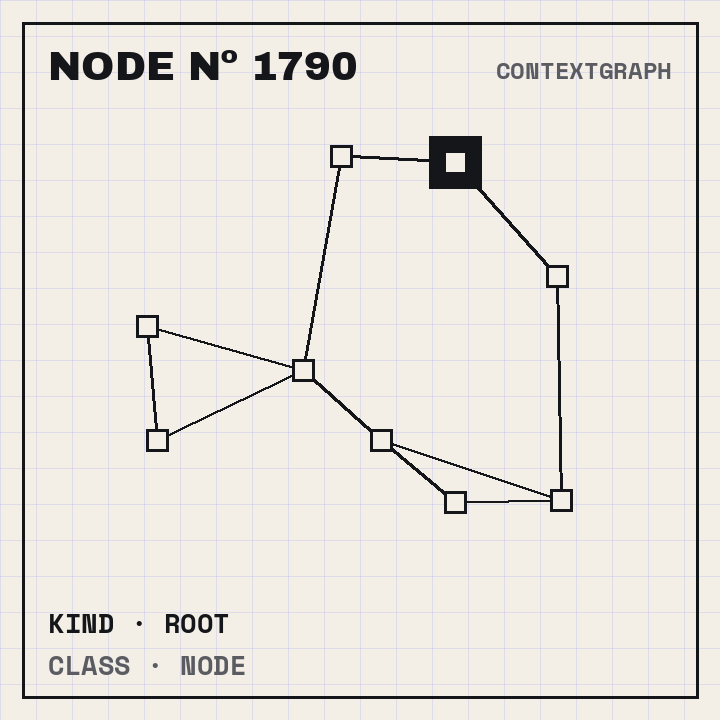 NODE Nº 1790
CONTEXTGRAPH
KIND · ROOT
CLASS · NODE